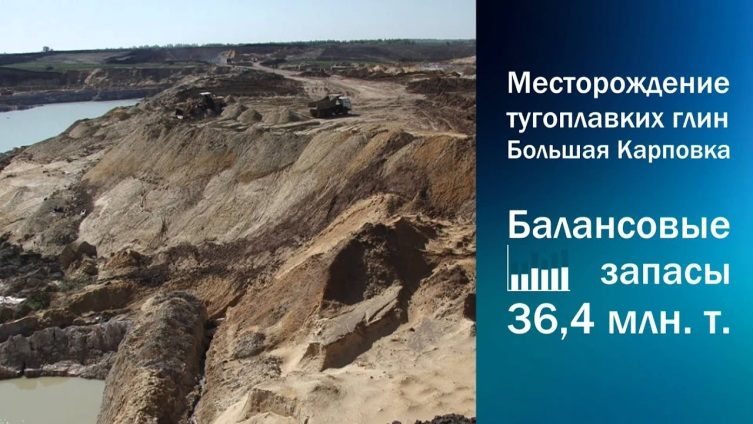 Месторождение
тугоплавких глин
Большая Карповка
Балансовые
запасы
36,4 млн. т.